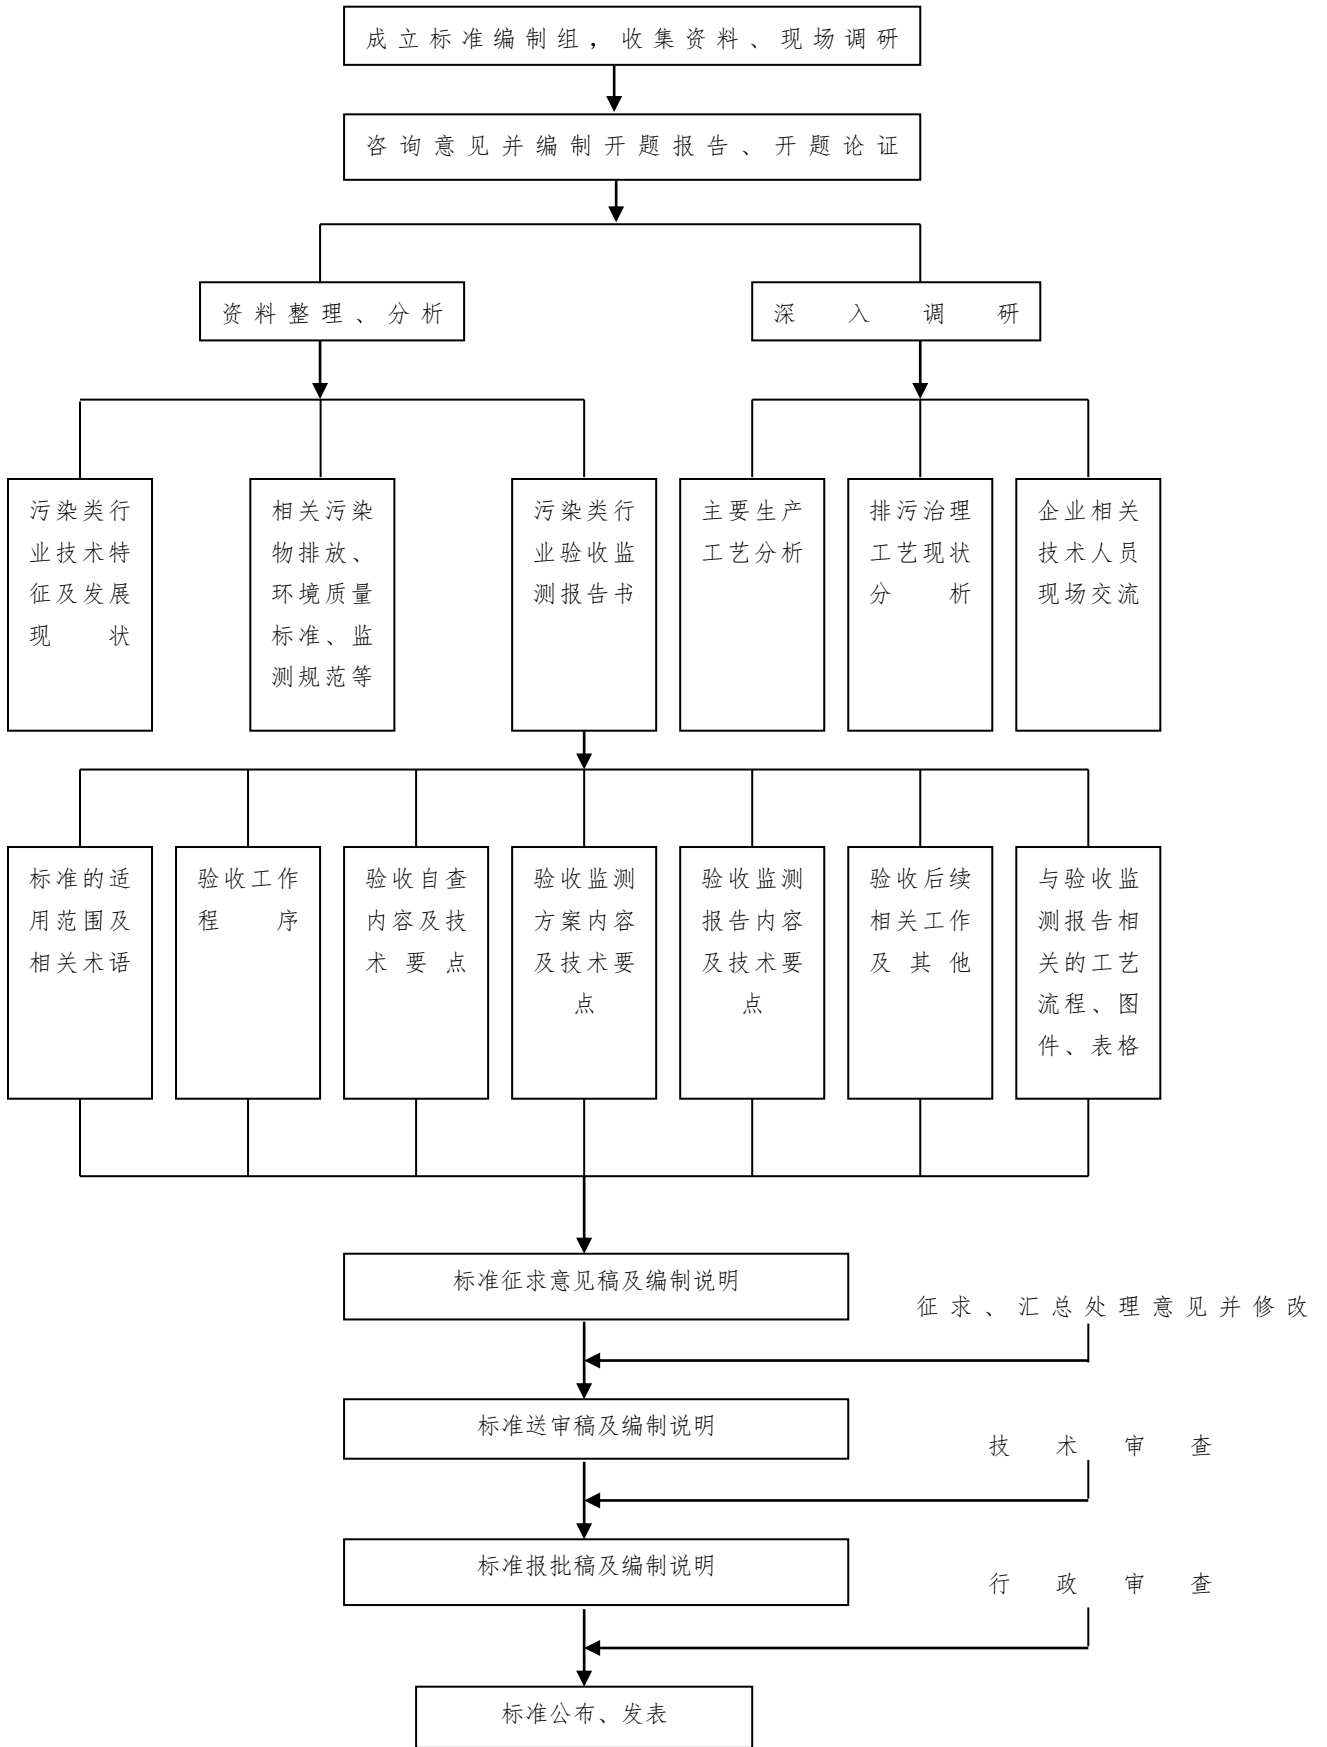 成立标准编制组，收集资料、现场调研
咨询意见并编制开题报告、开题论证
资料整理、分析
深入调研
污染类行
业技术特
征及发展
现状
相关污染
物排放、
环境质量
标准、监
测规范等
污染类行
业验收监
测报告书
主要生产
工艺分析
排污治理
工艺现状
分析
企业相关
技术人员
现场交流
标准的适
用范围及
相关术语
验收工作
程序
验收自查
内容及技
术要点
验收监测
方案内容
及技术要
点
验收监测
报告内容
及技术要
点
验收后续
相关工作
及其他
与验收监
测报告相
关的工艺
流程、图
件、表格
标准征求意见稿及编制说明
征求、汇总处理意见并修改
标准送审稿及编制说明
技术审查
标准报批稿及编制说明
行政审查
标准公布、发表